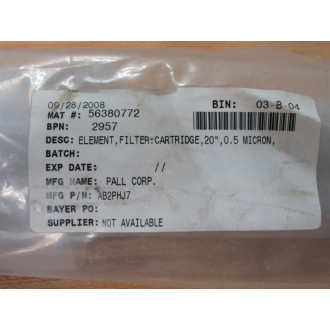 09/28/2008 BIN: 03-B-04
MAT #: 56380772
BPN: 2957
DESC: ELEMENT,FILTER:CARTRIDGE,20",0.5 MICRON,
BATCH:
EXP DATE: //
MFG NAME: PALL CORP.
MFG P/N: AB2PHJ7
BAYER PO:
SUPPLIER: NOT AVAILABLE